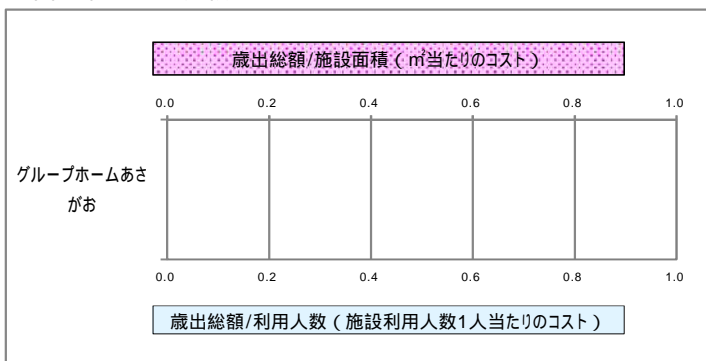 歳出総額/施設面積(㎡当たりのコスト)
0.0 0.2 0.4 0.6 0.8 1.0
グループホームあさ
がお
0.0 0.2 0.4 0.6 0.8 1.0
歳出総額/利用人数(施設利用人数1人当たりのコスト)